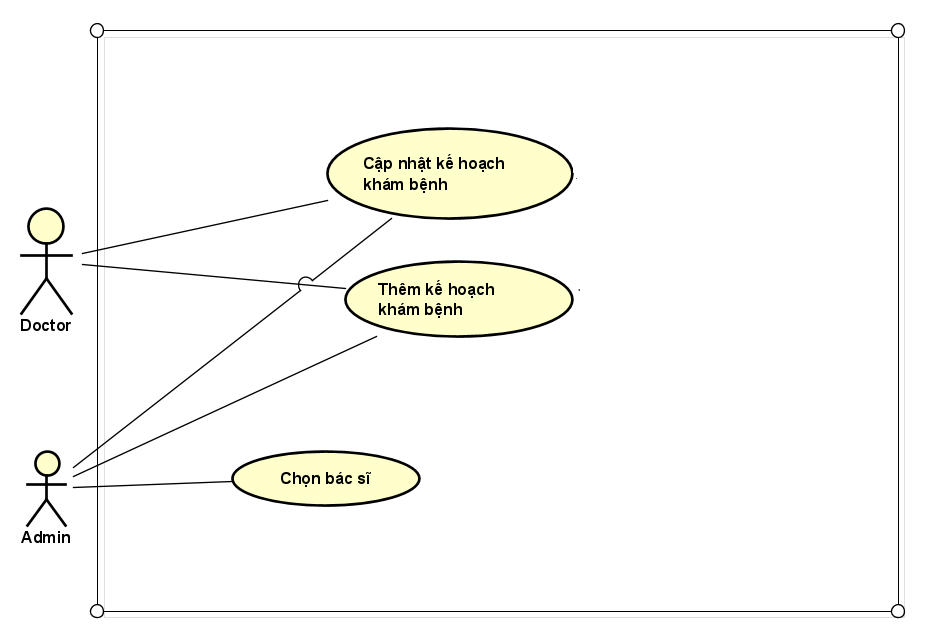 Cập nhật kế hoạch
khám bệnh
Thêm kế hoạch
khám bệnh
Doctor
Chọn bác sĩ
Admin